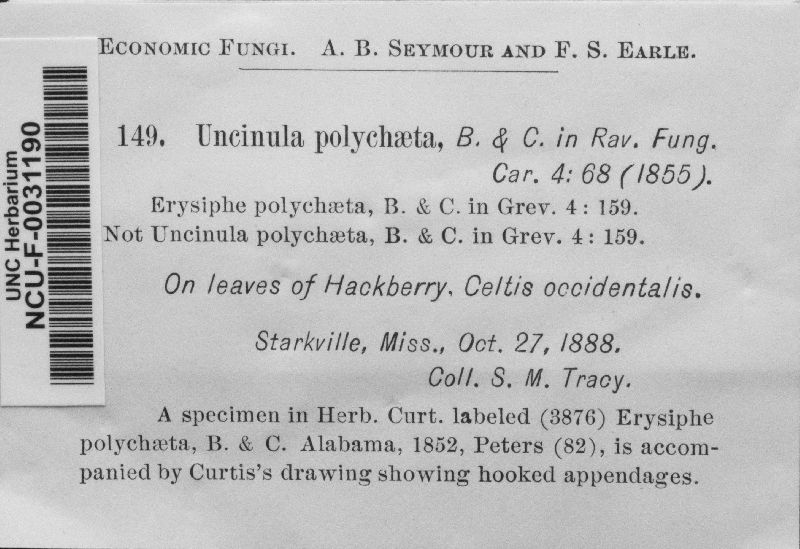 ECONOMIC FUNGI. A. B. SEYMOUR AND F. S. EARLE.
149. Uncinula polychæta, B. & C. in Rav. Fung.
Car. 4: 68 (1855).
Erysiphe polychæta, B. & C. in Grev. 4: 159.
Not Uncinula polychæta, B. & C. in Grev. 4: 159.
On leaves of Hackberry, Celtis occidentalis.
Starkville, Miss., Oct. 27, 1888.
Coll. S. M. Tracy.
A specimen in Herb. Curt. labeled (3876) Erysiphe
polychæta, B. & C. Alabama, 1852, Peters (82), is accom-
panied by Curtis's drawing showing hooked appendages.
UNC Herbarium
NCU-F-0031190